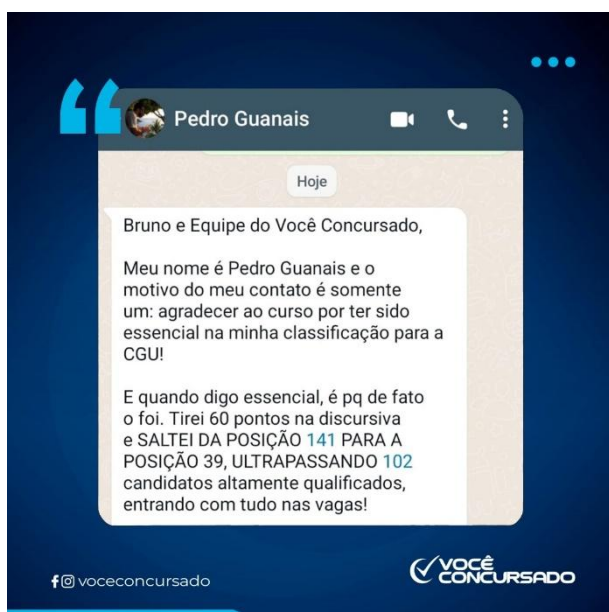 Pedro Guanais
Hoje
Bruno e Equipe do Você Concursado,
Meu nome é Pedro Guanais e o
motivo do meu contato é somente
um: agradecer ao curso por ter sido
essencial na minha classificação para a
CGU!
E quando digo essencial, é pq de fato
o foi. Tirei 60 pontos na discursiva
e SALTEI DA POSIÇÃO 141 PARA A
POSIÇÃO 39, ULTRAPASSANDO 102
candidatos altamente qualificados,
entrando com tudo nas vagas!
voceconcursado
VOCÊ
CONCURSADO